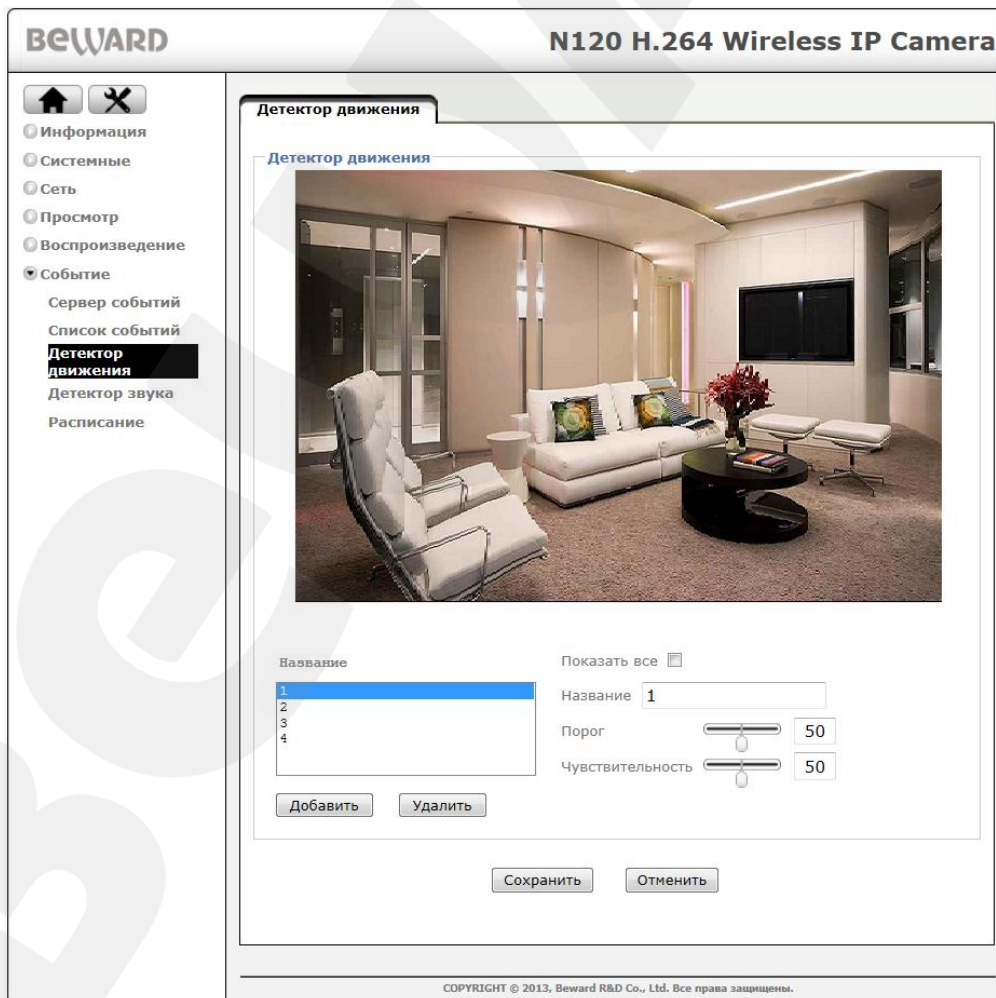 BEWARD
N120 H.264 Wireless IP Camera
Информация
Системные
Сеть
Просмотр
Воспроизведение
Событие
Сервер событий
Список событий
Детектор
движения
Детектор звука
Расписание
Детектор движения
Детектор движения
Название
1
2
3
4
Добавить
Удалить
Показать все
Название 1
Порог 50
Чувствительность 50
Сохранить
Отменить
COPYRIGHT © 2013, Beward R&D Co., Ltd. Все права защищены.